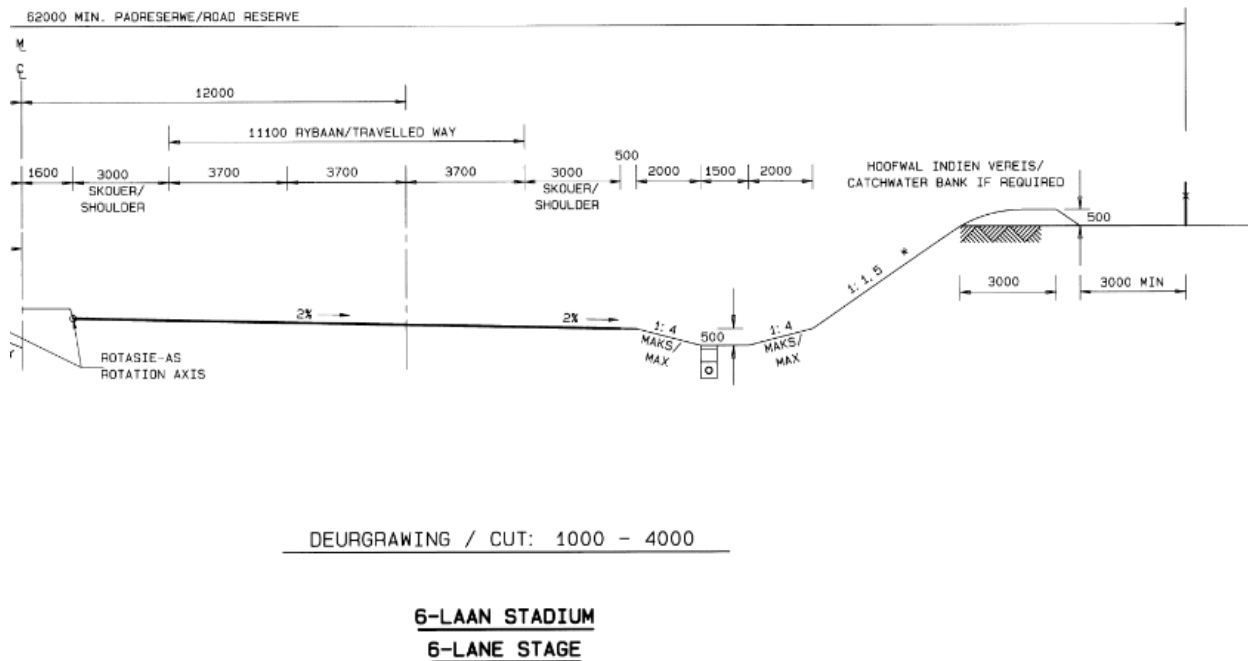 62000 MIN. PADRESERWE/ROAD RESERVE
M
C
L
12000
11100 RYBAAN/TRAVELLED WAY
500
1600 3000 3700 3700 3700 3000 2000 1500 2000
SKOUER/
SHOULDER
SKOUER/
SHOULDER
HOOFWAL INDIEN VEREIS/
CATCHWATER BANK IF REQUIRED
500
1: 1.5 *
3000
3000 MIN
2%
2%
1: 4
MAKS/
MAX
500
1: 4
MAKS/
MAX
ROTASIE-AS
ROTATION AXIS
DEURGRAWING / CUT: 1000 - 4000
6-LAAN STADIUM
6-LANE STAGE